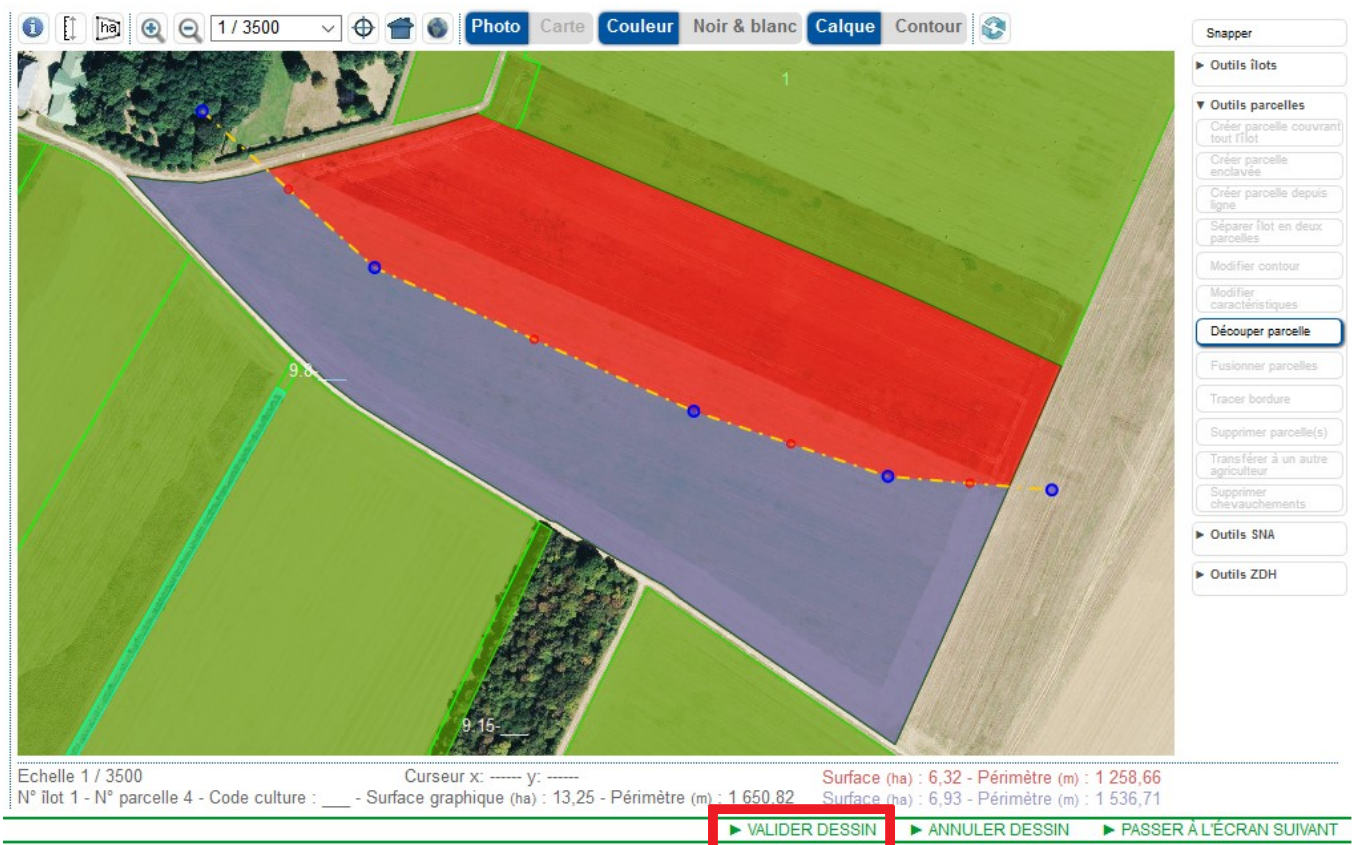 ha
1 / 3500
Photo Carte Couleur Noir & blanc Calque Contour
Snapper
► Outils îlots
▼ Outils parcelles
Créer parcelle couvrant
tout l'îlot
Créer parcelle
enclavée
Créer parcelle depuis
ligne
Séparer îlot en deux
parcelles
Modifier contour
Modifier
caractéristiques
Découper parcelle
Fusionner parcelles
Tracer bordure
Supprimer parcelle(s)
Transférer à un autre
agriculteur
Supprimer
chevauchements
► Outils SNA
► Outils ZDH
1
9.8-___
9.15-___
Echelle 1 / 3500 Curseur x: ------ y: ------ Surface (ha) : 6,32 - Périmètre (m) : 1 258,66
N° îlot 1 - N° parcelle 4 - Code culture : ___ - Surface graphique (ha) : 13,25 - Périmètre (m) : 1 650,82 Surface (ha) : 6,93 - Périmètre (m) : 1 536,71
► VALIDER DESSIN ► ANNULER DESSIN ► PASSER À L'ÉCRAN SUIVANT